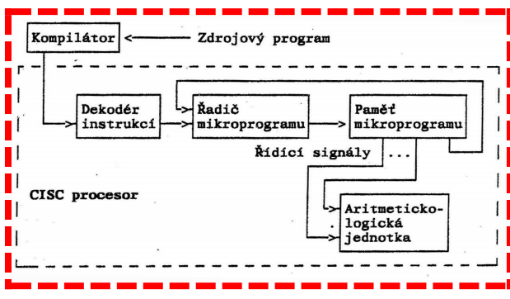 Kompilátor
Zdrojový program
Dekodér
instrukcí
Řadič
mikroprogramu
Paměť
mikroprogramu
Řídící signály ...
CISC procesor
Aritmeticko-
logická
jednotka